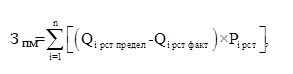 З пм = n ∑ i=1 [(Q i рст предел - Q i рст факт) × P i рст],